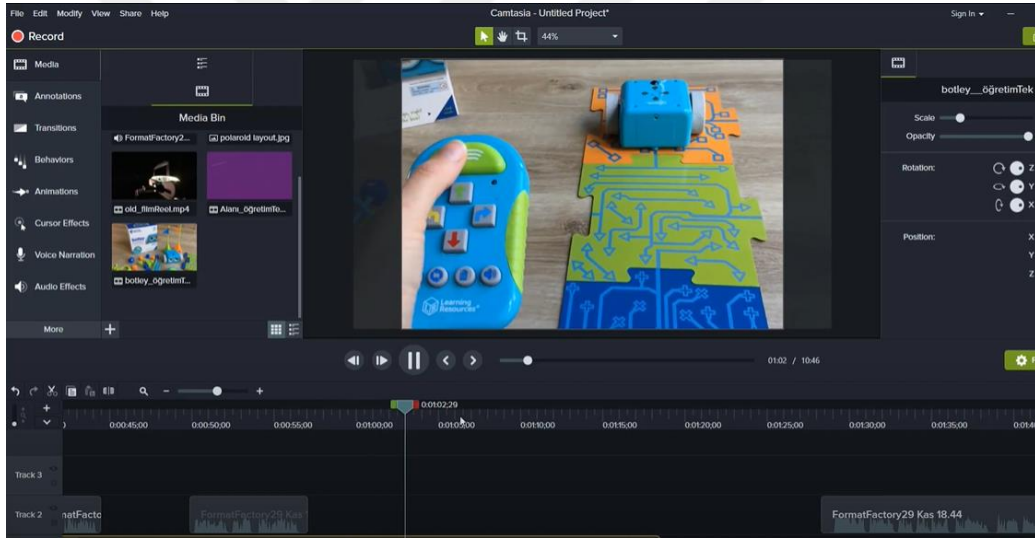 File Edit Modify View Share Help
Camtasia - Untitled Project*
Sign In
Record
44%
Media
Annotations
Transitions
Behaviors
Animations
Cursor Effects
Voice Narration
Audio Effects
More
Media Bin
FormatFactory2...
polaroid layout.jpg
old_filmReel.mp4
Alanı_öğretimTe...
botley_öğretimT...
Learning
Resources
botley__öğretimTek
Scale
Opacity
Rotation:
Z
Y
X
Position:
X
Y
Z
01:02 / 10:46
0:01:02;29
0:00:45;00 0:00:50;00 0:00:55;00 0:01:00;00 0:01:05;00 0:01:10;00 0:01:15;00 0:01:20;00 0:01:25;00 0:01:30;00 0:01:35;00
Track 3
Track 2
natFacto
FormatFactory29 Kas
FormatFactory29 Kas 18.44